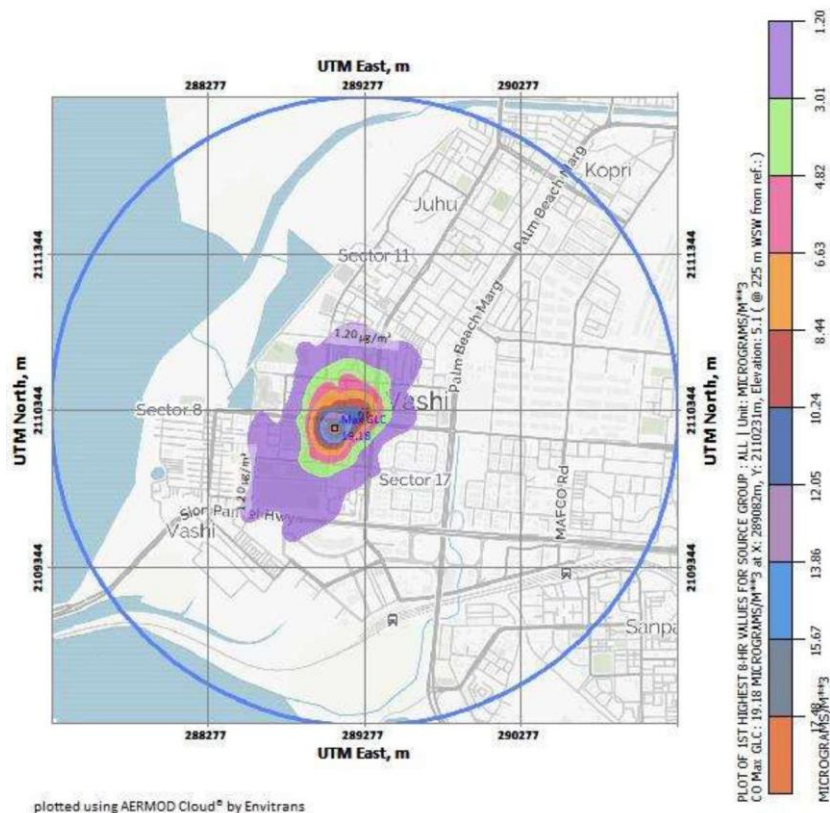 UTM East, m
288277 289277 290277
Kopri
Palm Beach Marg
Juhu
2111344 2111344
Sector 11
1.20 µg/m³
Palm Beach Marg
UTM North, m
UTM North, m
2110344 2110344
Sector 8
Vashi
Max GLC
19.18
1.20 µg/m³
Sector 17
MAFCO Rd
Vashi
2109344 2109344
Sanpa
288277 289277 290277
UTM East, m
plotted using AERMOD Cloud® by Envitrans
PLOT OF 1ST HIGHEST 8-HR VALUES FOR SOURCE GROUP : ALL | Unit: MICROGRAMS/M**3
CO Max GLC: 19.18 MICROGRAMS/M**3 at X: 289082m, Y: 2110231m, Elevation: 5.1 ( @ 225 m WSW from ref.: )
1.20
3.01
4.82
6.63
8.44
10.24
12.05
13.86
15.67
17.48
MICROGRAMS/M**3